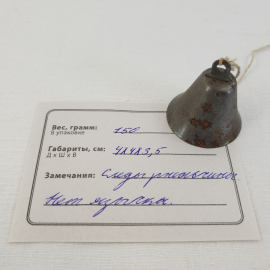 Вес, грамм: 150
В упаковке
Габариты, см: 4х4х3,5
Д х Ш х В
Замечания: Следы ржавчины
Нет язычка.